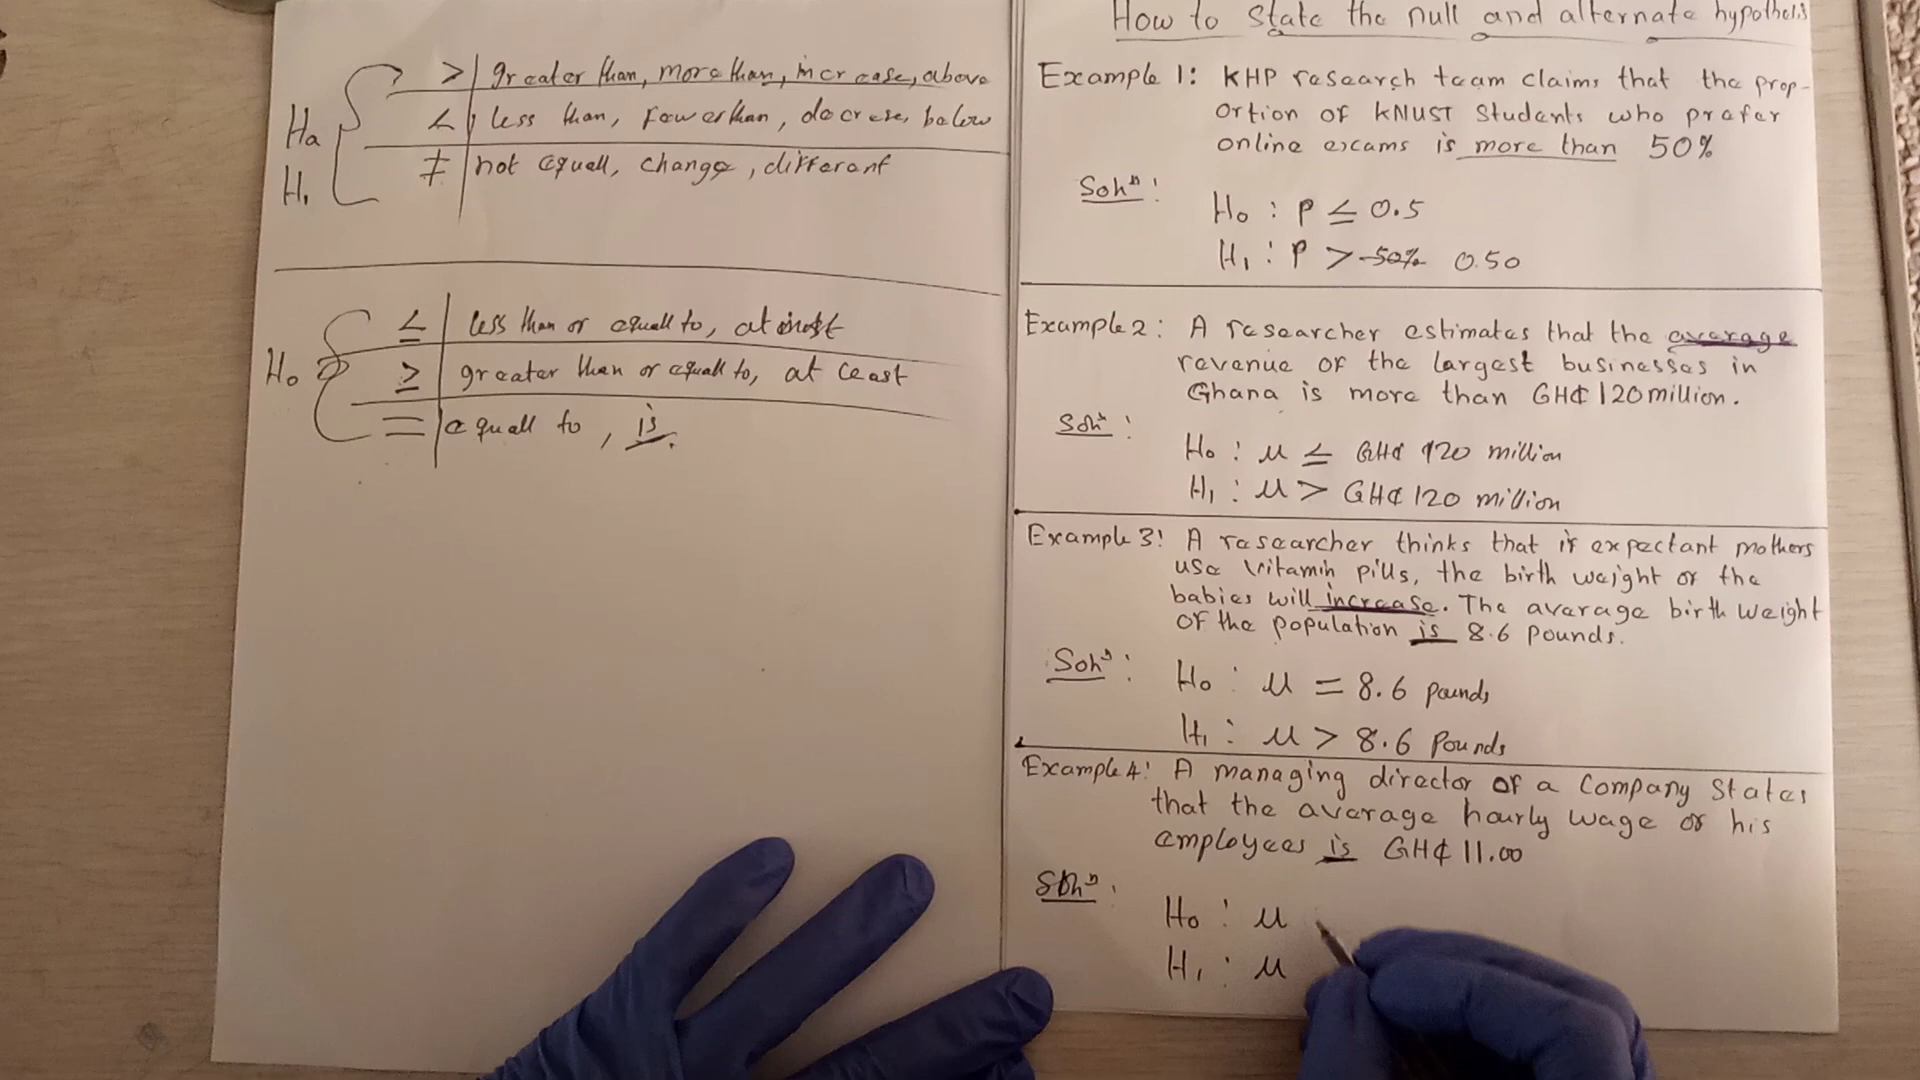 > greater than, more than, increase, above
Ha
< less than, fewer than, decrese, below
H₁
≠ not equall, change, different
≤ less than or equall to, at most
H₀
≥ greater than or equall to, at least
= equall to, is.
How to state the null and alternate hypothesis
Example 1: KHP research team claims that the prop-
ortion of KNUST Students who prefer
online exams is more than 50%
Soln:
H₀ : P ≤ 0.5
H₁ : P > 50% 0.50
Example 2: A researcher estimates that the average
revenue of the largest businesses in
Ghana is more than GH₵ 120 million.
Soln:
H₀ : μ ≤ GH₵ 120 million
H₁ : μ > GH₵ 120 million
Example 3: A researcher thinks that if expectant mothers
use vitamin pills, the birth weight of the
babies will increase. The average birth weight
of the population is 8.6 pounds.
Soln:
H₀ : μ = 8.6 pounds
H₁ : μ > 8.6 Pounds
Example 4: A managing director of a Company States
that the average hourly wage of his
employees is GH₵ 11.00
Soln:
H₀ : μ
H₁ : μ